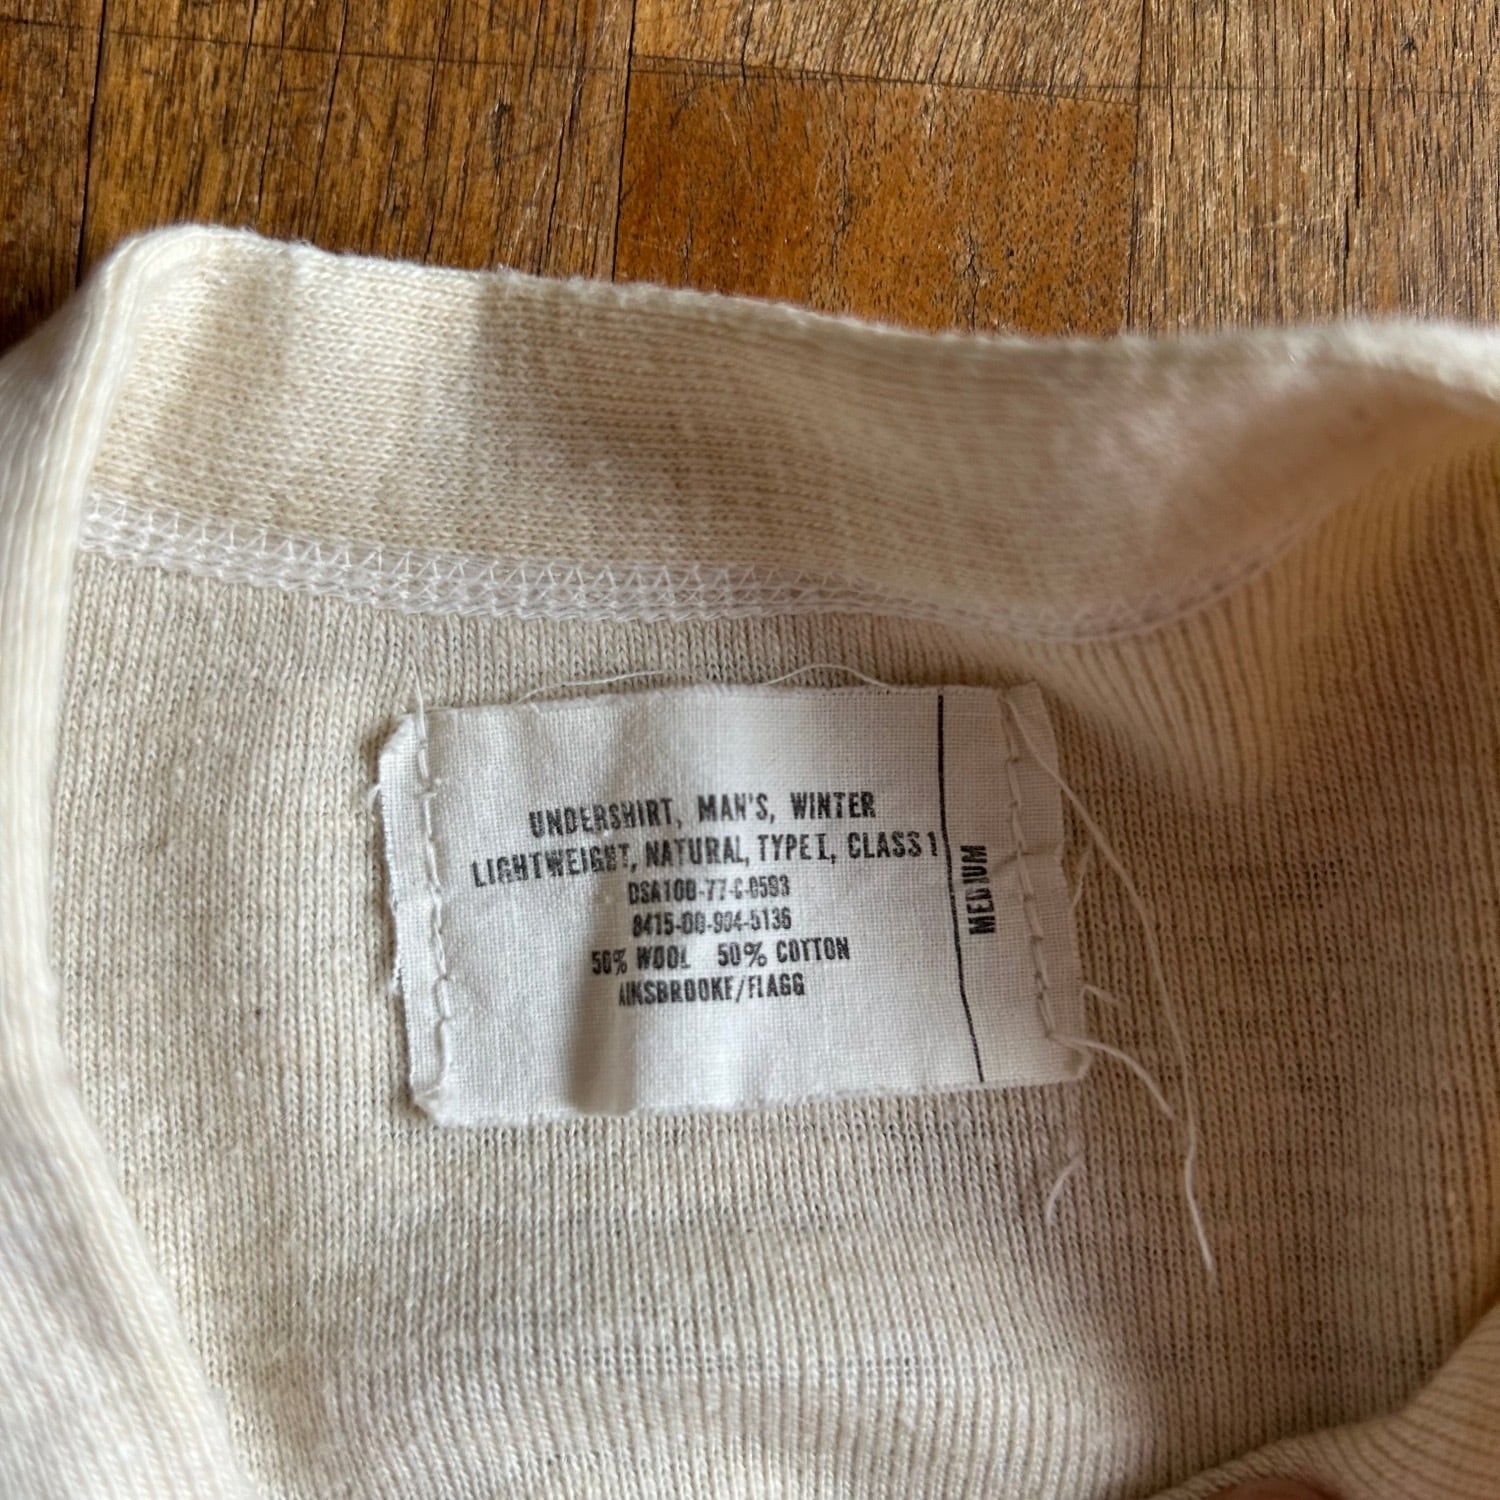 UNDERSHIRT, MAN'S, WINTER
LIGHTWEIGHT, NATURAL, TYPE I, CLASS 1
DSA100-77-C-0593
8415-00-904-5136
50% WOOL 50% COTTON
AINSBROOKE/FLAGG
MEDIUM